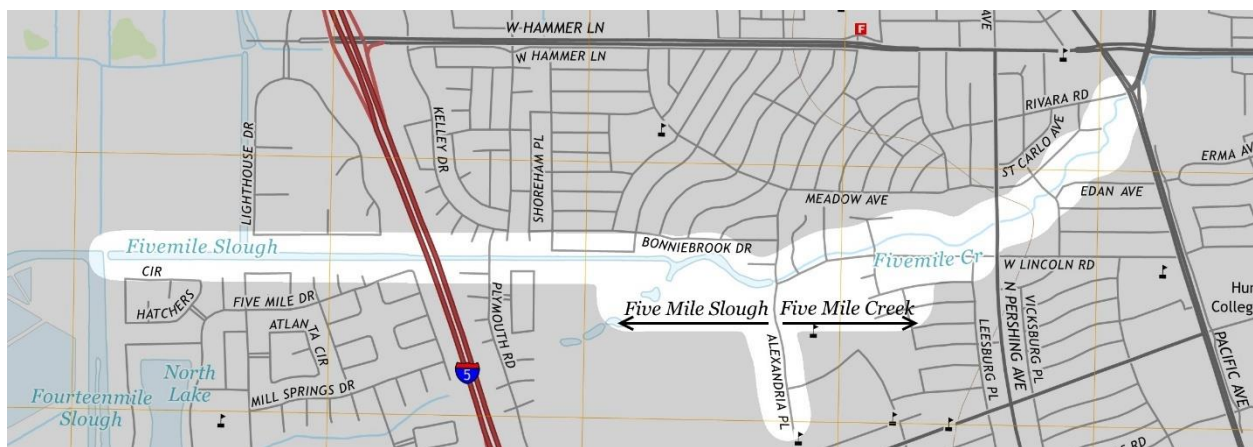 W HAMMER LN
F
W HAMMER LN
AVE
RIVARA RD
ST CARLO AVE
ERMA AV
LIGHTHOUSE DR
KELLEY DR
SHOREHAM PL
EDAN AVE
MEADOW AVE
Fivemile Slough
BONNIEBROOK DR
Fivemile Cr
CIR
HATCHERS
W LINCOLN RD
FIVE MILE DR
PLYMOUTH RD
Five Mile Slough
Five Mile Creek
N PERSHING AVE
VICKSBURG PL
Hum
College
ATLAN
TA CIR
ALEXANDRIA PL
LEESBURG PL
PACIFIC AVE
North
Lake
MILL SPRINGS DR
5
Fourteenmile
Slough
E RD